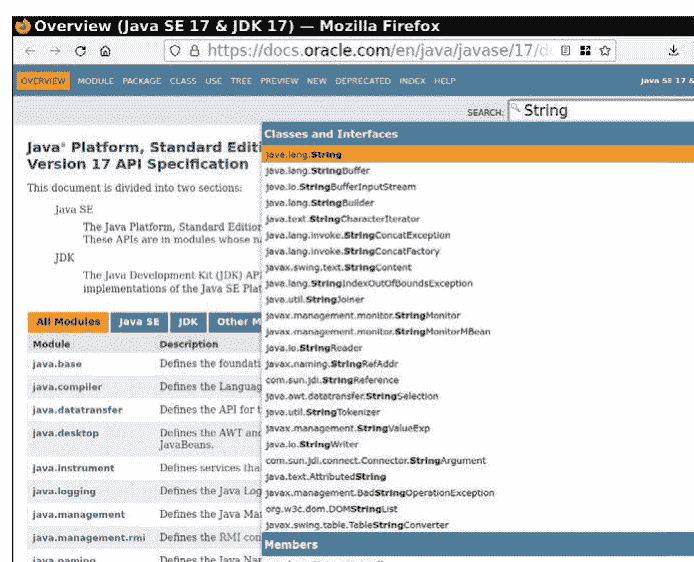 Overview (Java SE 17 & JDK 17) — Mozilla Firefox
https://docs.oracle.com/en/java/javase/17/do
OVERVIEW MODULE PACKAGE CLASS USE TREE PREVIEW NEW DEPRECATED INDEX HELP Java SE 17 &
SEARCH: String
Java® Platform, Standard Editi
Version 17 API Specification
This document is divided into two sections:
Java SE
The Java Platform, Standard Edition
These APIs are in modules whose na
JDK
The Java Development Kit (JDK) API
implementations of the Java SE Plat
All Modules Java SE JDK Other M
Module Description
java.base Defines the foundati
java.compiler Defines the Languag
java.datatransfer Defines the API for t
java.desktop Defines the AWT and
JavaBeans.
java.instrument Defines services tha
java.logging Defines the Java Log
java.management Defines the Java Man
java.management.rmi Defines the RMI con
java.naming Defines the Java Nam
Classes and Interfaces
java.lang.String
java.lang.StringBuffer
java.io.StringBufferInputStream
java.lang.StringBuilder
java.text.StringCharacterIterator
java.lang.invoke.StringConcatException
java.lang.invoke.StringConcatFactory
javax.swing.text.StringContent
java.lang.StringIndexOutOfBoundsException
java.util.StringJoiner
javax.management.monitor.StringMonitor
javax.management.monitor.StringMonitorMBean
java.io.StringReader
javax.naming.StringRefAddr
com.sun.jdi.StringReference
java.awt.datatransfer.StringSelection
java.util.StringTokenizer
javax.management.StringValueExp
java.io.StringWriter
com.sun.jdi.connect.Connector.StringArgument
java.text.AttributedString
javax.management.BadStringOperationException
org.w3c.dom.DOMStringList
javax.swing.table.TableStringConverter
Members